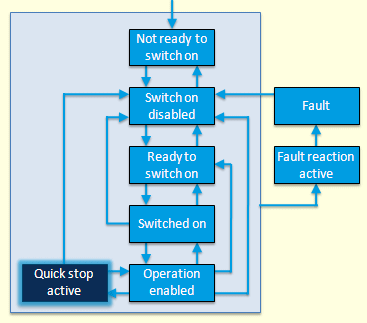 Not ready to
switch on
Switch on
disabled
Fault
Ready to
switch on
Fault reaction
active
Switched on
Quick stop
active
Operation
enabled